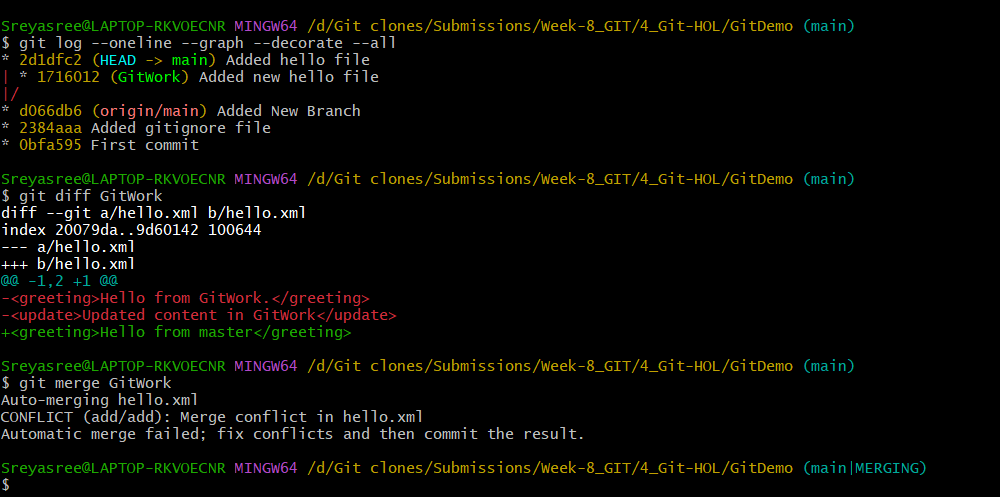 Sreyasree@LAPTOP-RKVOECNR MINGW64 /d/Git clones/Submissions/Week-8_GIT/4_Git-HOL/GitDemo (main)
$ git log --oneline --graph --decorate --all
* 2d1dfc2 (HEAD -> main) Added hello file
| * 1716012 (GitWork) Added new hello file
|/
* d066db6 (origin/main) Added New Branch
* 2384aaa Added gitignore file
* 0bfa595 First commit
Sreyasree@LAPTOP-RKVOECNR MINGW64 /d/Git clones/Submissions/Week-8_GIT/4_Git-HOL/GitDemo (main)
$ git diff GitWork
diff --git a/hello.xml b/hello.xml
index 20079da..9d60142 100644
--- a/hello.xml
+++ b/hello.xml
@@ -1,2 +1 @@
-<greeting>Hello from GitWork.</greeting>
-<update>Updated content in GitWork</update>
+<greeting>Hello from master</greeting>
Sreyasree@LAPTOP-RKVOECNR MINGW64 /d/Git clones/Submissions/Week-8_GIT/4_Git-HOL/GitDemo (main)
$ git merge GitWork
Auto-merging hello.xml
CONFLICT (add/add): Merge conflict in hello.xml
Automatic merge failed; fix conflicts and then commit the result.
Sreyasree@LAPTOP-RKVOECNR MINGW64 /d/Git clones/Submissions/Week-8_GIT/4_Git-HOL/GitDemo (main|MERGING)
$